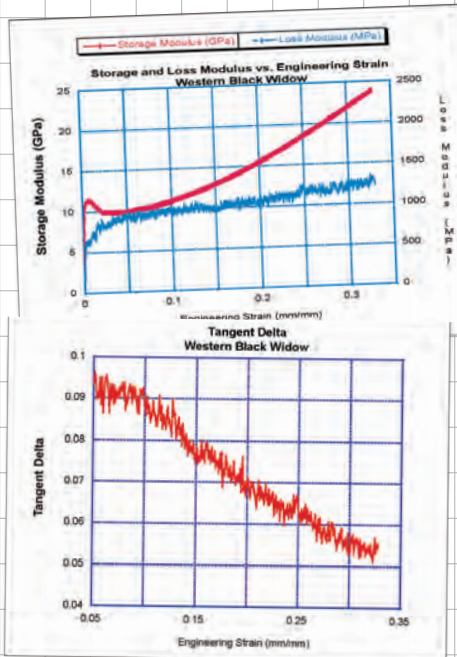 Storage Modulus (GPa) Loss Modulus (MPa)
Storage and Loss Modulus vs. Engineering Strain
Western Black Widow
25 2500
20 2000
15 1500
10 1000
5 500
0 0
0 0.1 0.2 0.3
Storage Modulus (GPa)
Loss Modulus (MPa)
Engineering Strain (mm/mm)
Tangent Delta
Western Black Widow
0.1
0.09
0.08
0.07
0.06
0.05
0.04
0.05 0.15 0.25 0.35
Tangent Delta
Engineering Strain (mm/mm)